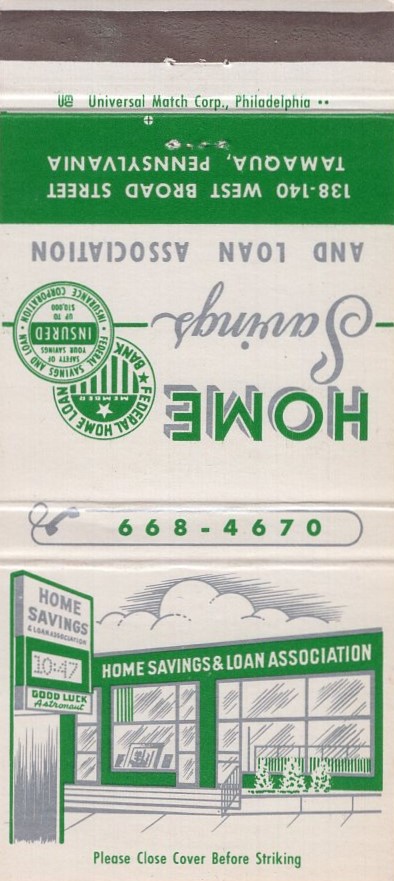 Universal Match Corp., Philadelphia
138-140 WEST BROAD STREET
TAMAQUA, PENNSYLVANIA
HOME
Savings
AND LOAN ASSOCIATION
FEDERAL HOME LOAN BANK
MEMBER
FEDERAL SAVINGS AND LOAN INSURANCE CORPORATION
SAFETY OF
YOUR SAVINGS
INSURED
UP TO
$10,000
668-4670
HOME
SAVINGS
& LOAN ASSOCIATION
10:47
GOOD LUCK
Astronaut
HOME SAVINGS & LOAN ASSOCIATION
Please Close Cover Before Striking